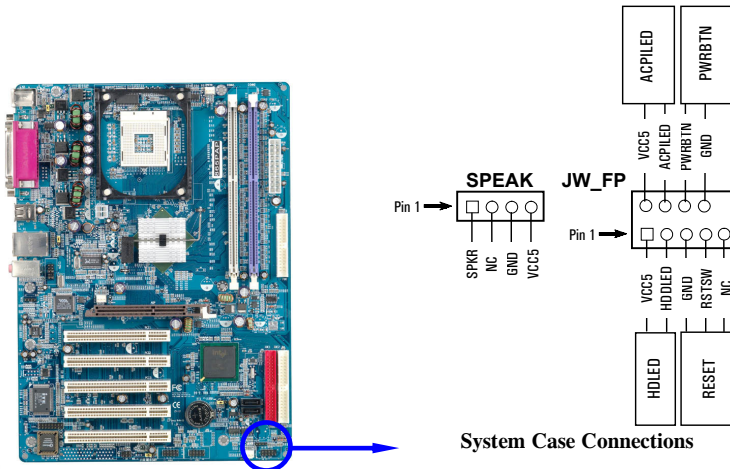 ACPILED
PWRBTN
VCC5
ACPILED
PWRBTN
GND
SPEAK
JW_FP
Pin 1
SPKR
NC
GND
VCC5
Pin 1
VCC5
HDDLED
GND
RSTSW
NC
HDLED
RESET
System Case Connections